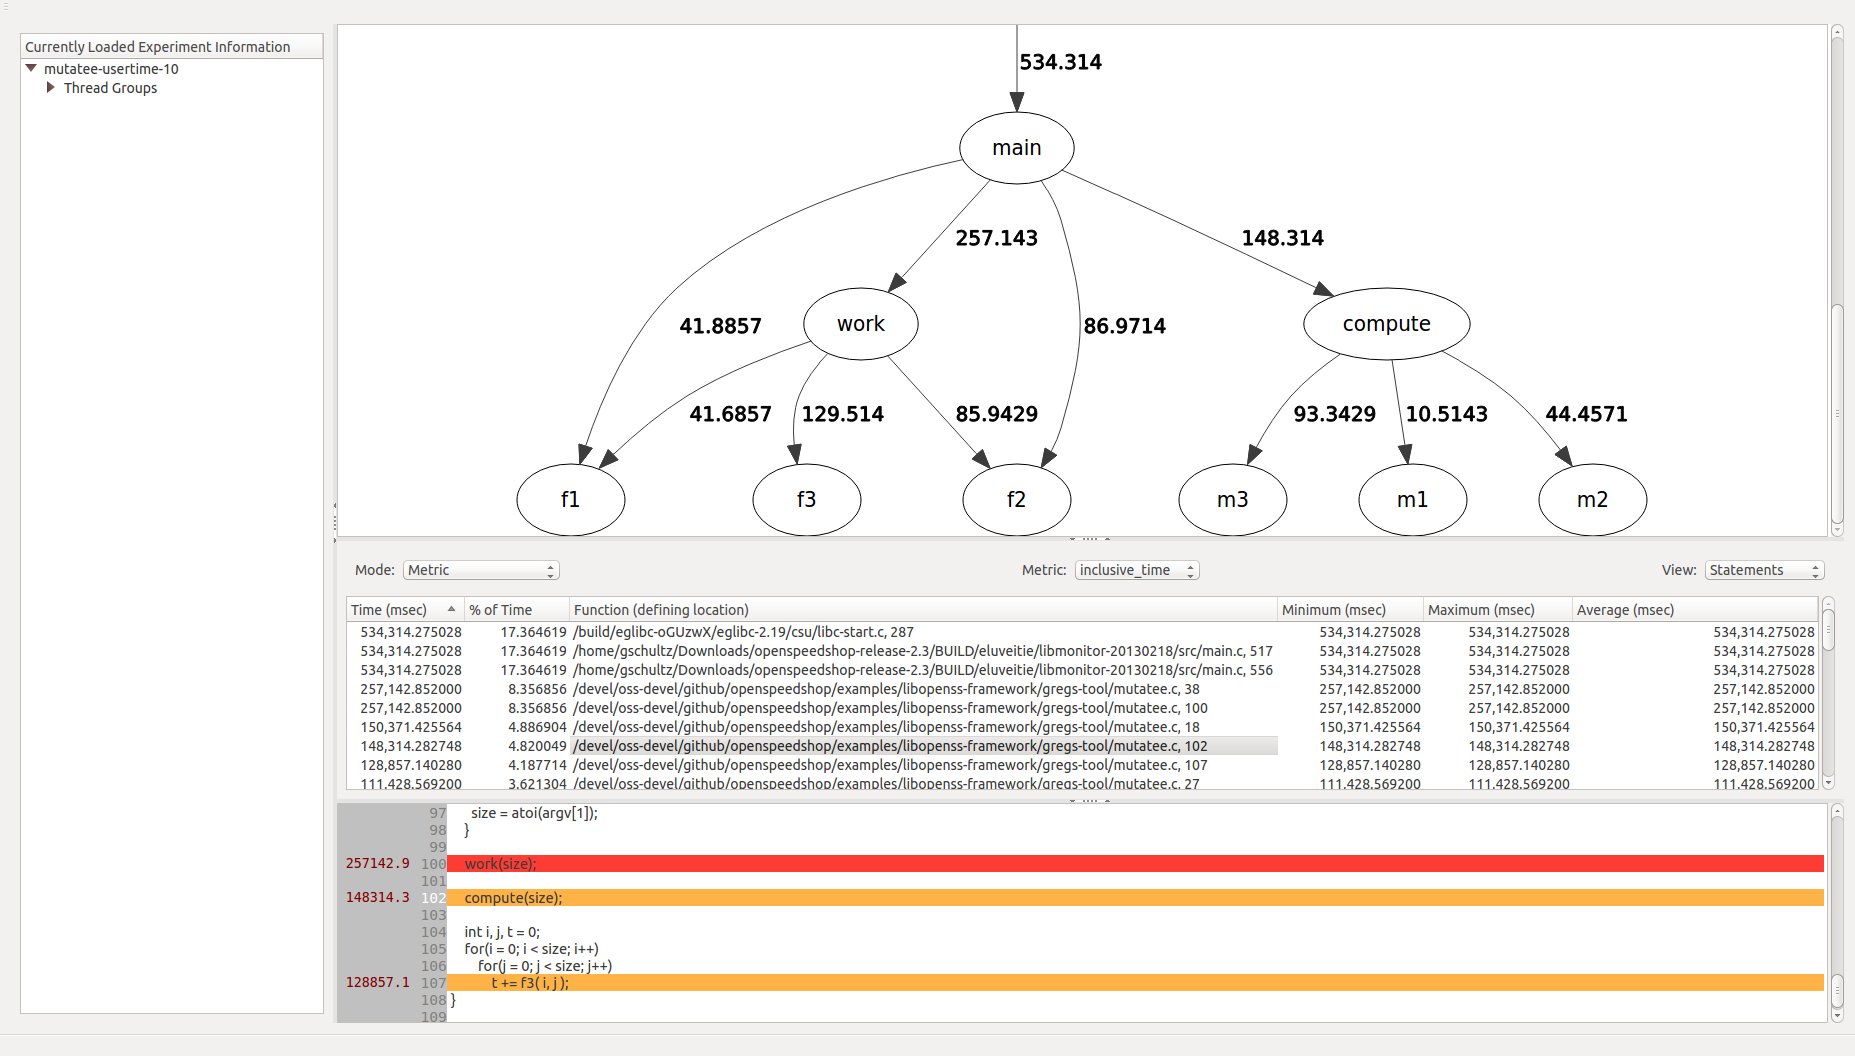 Currently Loaded Experiment Information
mutatee-usertime-10
Thread Groups
534.314
main
257.143
148.314
41.8857
work
86.9714
compute
41.6857
129.514
85.9429
93.3429
10.5143
44.4571
f1
f3
f2
m3
m1
m2
Mode: Metric
Metric: inclusive_time
View: Statements
Time (msec) % of Time Function (defining location) Minimum (msec) Maximum (msec) Average (msec)
534,314.275028 17.364619 /build/eglibc-oGUzwX/eglibc-2.19/csu/libc-start.c, 287 534,314.275028 534,314.275028 534,314.275028
534,314.275028 17.364619 /home/gschultz/Downloads/openspeedshop-release-2.3/BUILD/eluveitie/libmonitor-20130218/src/main.c, 517 534,314.275028 534,314.275028 534,314.275028
534,314.275028 17.364619 /home/gschultz/Downloads/openspeedshop-release-2.3/BUILD/eluveitie/libmonitor-20130218/src/main.c, 556 534,314.275028 534,314.275028 534,314.275028
257,142.852000 8.356856 /devel/oss-devel/github/openspeedshop/examples/libopenss-framework/gregs-tool/mutatee.c, 38 257,142.852000 257,142.852000 257,142.852000
257,142.852000 8.356856 /devel/oss-devel/github/openspeedshop/examples/libopenss-framework/gregs-tool/mutatee.c, 100 257,142.852000 257,142.852000 257,142.852000
150,371.425564 4.886904 /devel/oss-devel/github/openspeedshop/examples/libopenss-framework/gregs-tool/mutatee.c, 18 150,371.425564 150,371.425564 150,371.425564
148,314.282748 4.820049 /devel/oss-devel/github/openspeedshop/examples/libopenss-framework/gregs-tool/mutatee.c, 102 148,314.282748 148,314.282748 148,314.282748
128,857.140280 4.187714 /devel/oss-devel/github/openspeedshop/examples/libopenss-framework/gregs-tool/mutatee.c, 107 128,857.140280 128,857.140280 128,857.140280
111,428.569200 3.621304 /devel/oss-devel/github/openspeedshop/examples/libopenss-framework/gregs-tool/mutatee.c, 27 111,428.569200 111,428.569200 111,428.569200
97 size = atoi(argv[1]);
98 }
99
257142.9 100 work(size);
101
148314.3 102 compute(size);
103
104 int i, j, t = 0;
105 for(i = 0; i < size; i++)
106 for(j = 0; j < size; j++)
128857.1 107 t += f3( i, j );
108 }
109